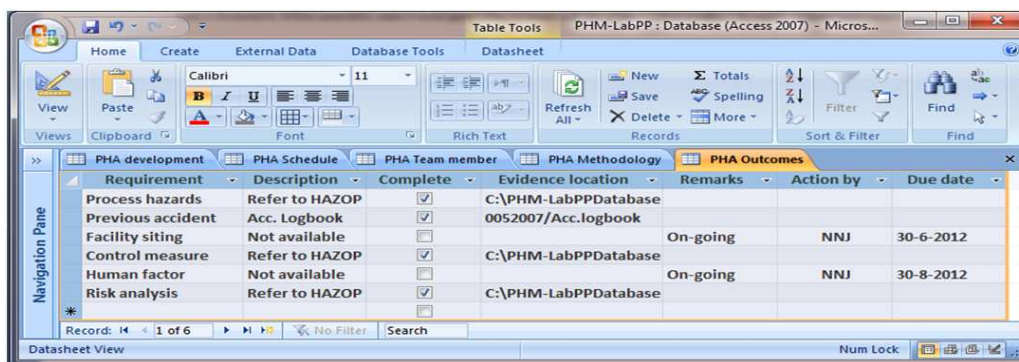 Table Tools PHM-LabPP : Database (Access 2007) - Micros...
Home Create External Data Database Tools Datasheet
View Paste Calibri 11 Refresh All New Save Delete Totals Spelling More Filter Find
B I U A
Views Clipboard Font Rich Text Records Sort & Filter Find
PHA development PHA Schedule PHA Team member PHA Methodology PHA Outcomes
Requirement Description Complete Evidence location Remarks Action by Due date
Process hazards Refer to HAZOP C:\PHM-LabPPDatabase
Previous accident Acc. Logbook 0052007/Acc.logbook
Facility siting Not available On-going NNJ 30-6-2012
Control measure Refer to HAZOP C:\PHM-LabPPDatabase
Human factor Not available On-going NNJ 30-8-2012
Risk analysis Refer to HAZOP C:\PHM-LabPPDatabase
*
Navigation Pane
Record: 1 of 6 No Filter Search
Datasheet View Num Lock